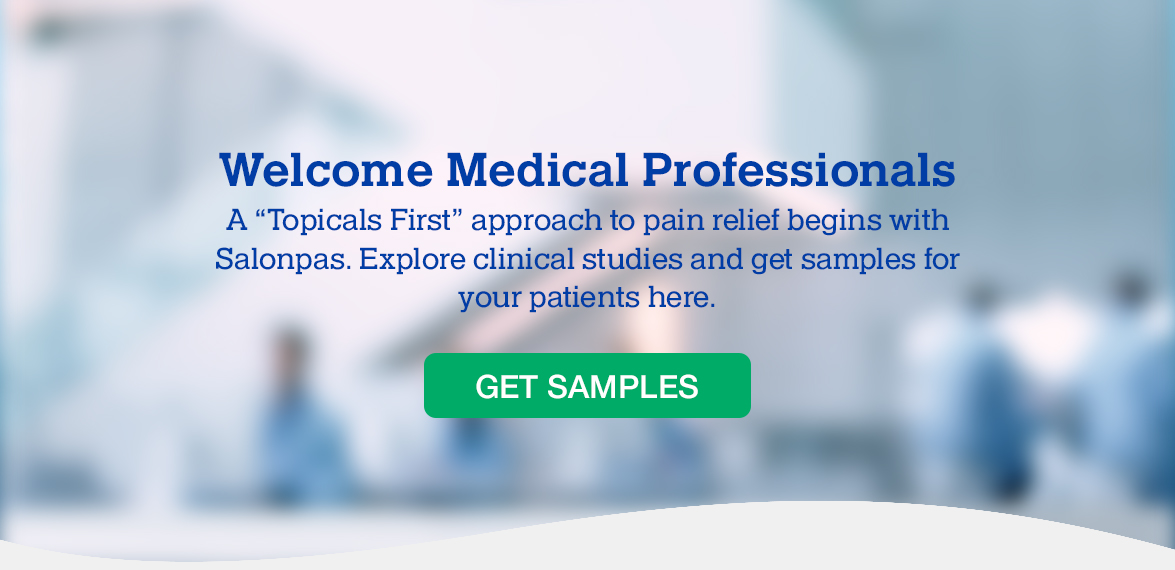 Welcome Medical Professionals
A “Topicals First” approach to pain relief begins with
Salonpas. Explore clinical studies and get samples for
your patients here.
GET SAMPLES